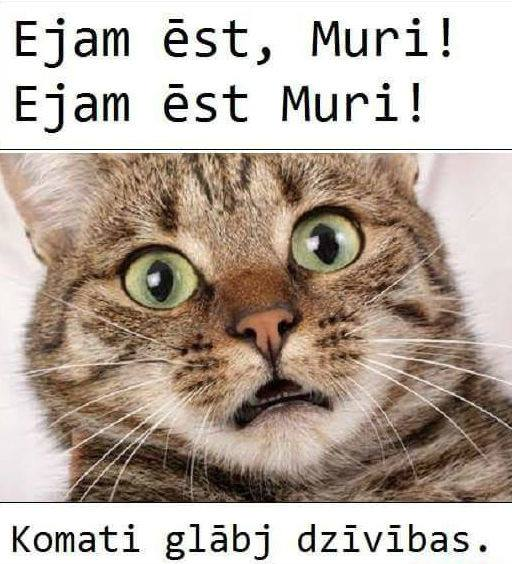 Ejam ēst, Muri!
Ejam ēst Muri!
Komati glābj dzīvības.